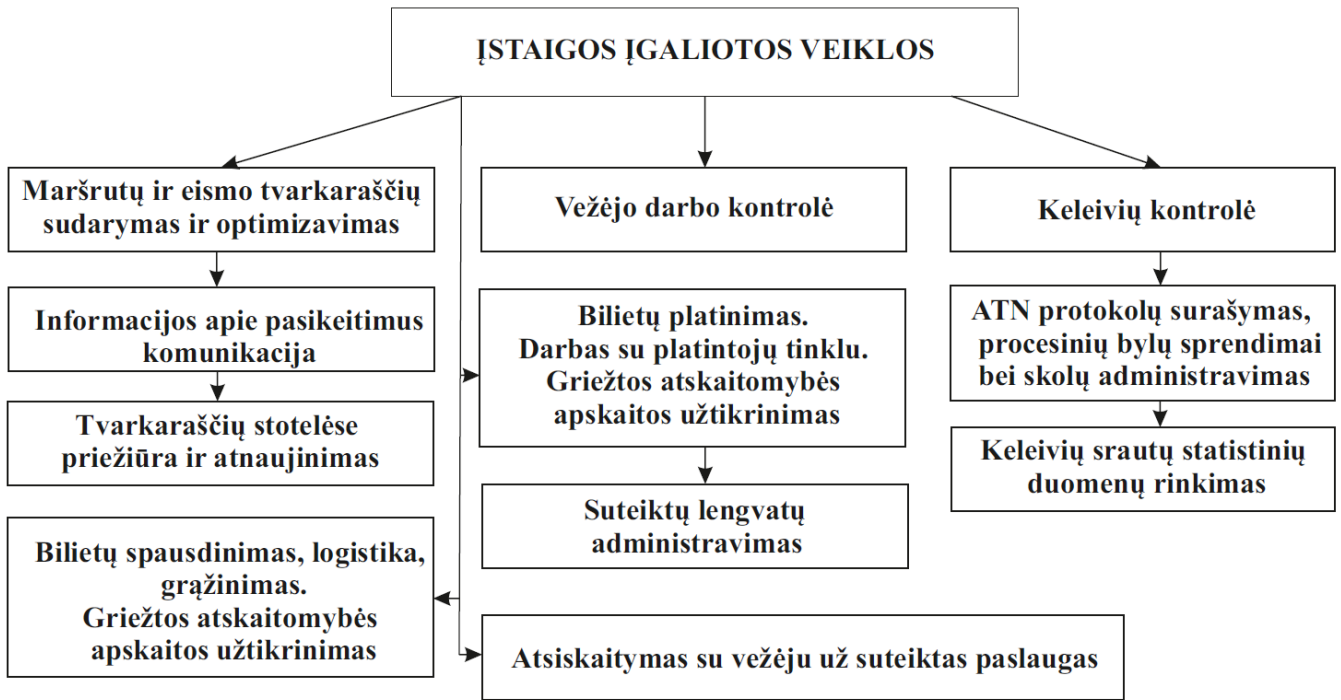 ĮSTAIGOS ĮGALIOTOS VEIKLOS
Maršrutų ir eismo tvarkaraščių
sudarymas ir optimizavimas
Informacijos apie pasikeitimus
komunikacija
Tvarkaraščių stotelėse
priežiūra ir atnaujinimas
Bilietų spausdinimas, logistika,
grąžinimas.
Griežtos atskaitomybės
apskaitos užtikrinimas
Vežėjo darbo kontrolė
Bilietų platinimas.
Darbas su platintojų tinklu.
Griežtos atskaitomybės
apskaitos užtikrinimas
Suteiktų lengvatų
administravimas
Atsiskaitymas su vežėju už suteiktas paslaugas
Keleivių kontrolė
ATN protokolų surašymas,
procesinių bylų sprendimai
bei skolų administravimas
Keleivių srautų statistinių
duomenų rinkimas